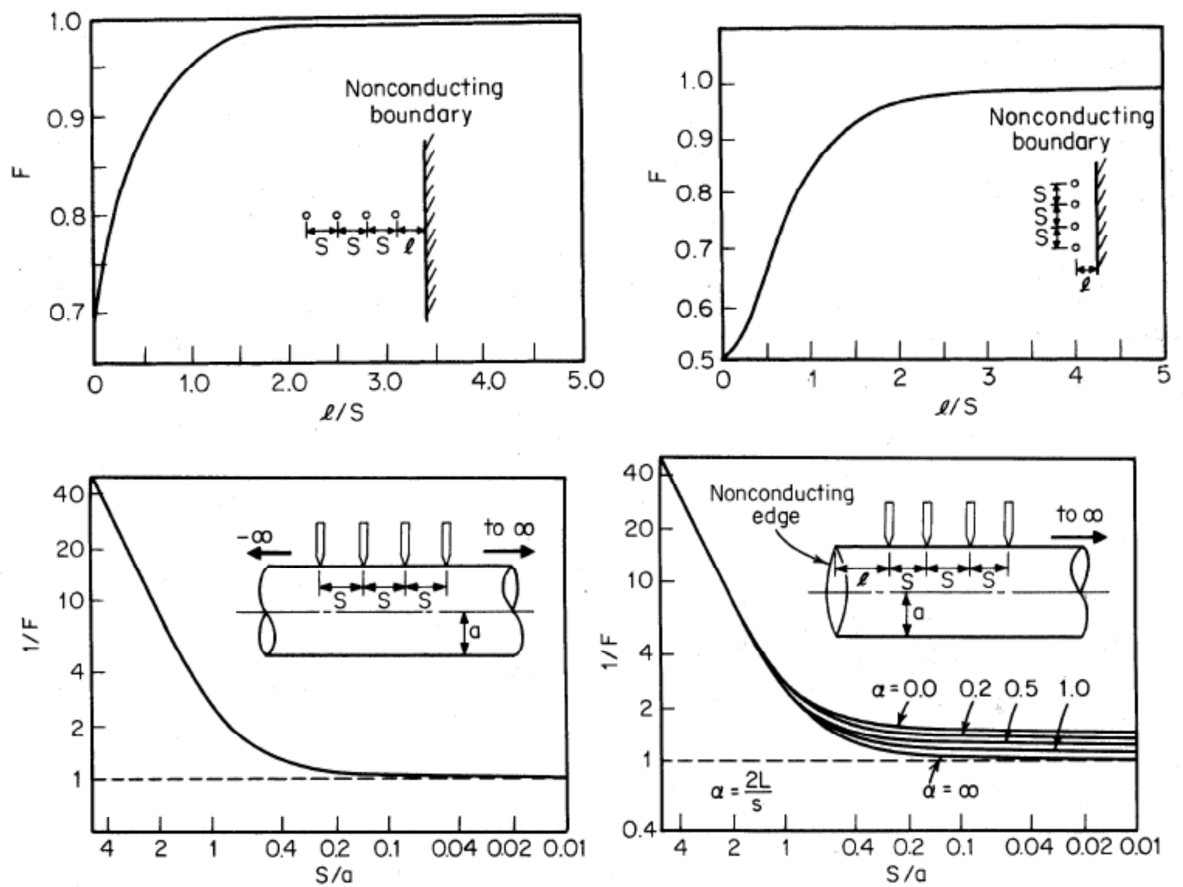 1.0
0.9
0.8
0.7
F
Nonconducting
boundary
S S S ℓ
0 1.0 2.0 3.0 4.0 5.0
ℓ/S
1.0
0.9
0.8
0.7
0.6
0.5
F
Nonconducting
boundary
S
S
S
ℓ
0 1 2 3 4 5
ℓ/S
40
20
10
4
2
1
1/F
-∞ to ∞
S S S
a
4 2 1 0.4 0.2 0.1 0.04 0.02 0.01
S/a
40
20
10
4
2
1
0.4
1/F
Nonconducting
edge
to ∞
ℓ S S S
a
α=0.0 0.2 0.5 1.0
α=∞
α = 2L
s
4 2 1 0.4 0.2 0.1 0.04 0.02 0.01
S/a